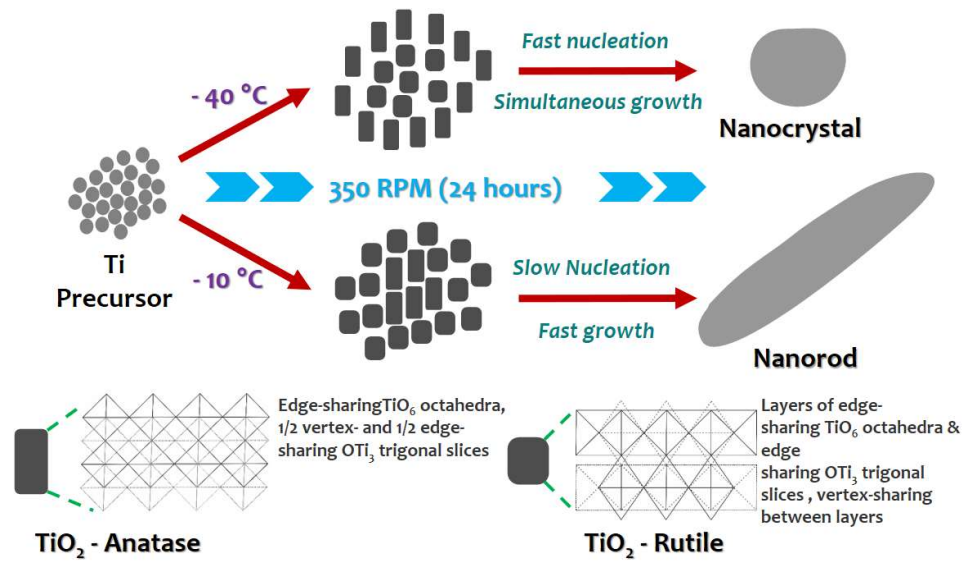 - 40 °C
Fast nucleation
Simultaneous growth
Nanocrystal
350 RPM (24 hours)
Ti
Precursor
- 10 °C
Slow Nucleation
Fast growth
Nanorod
Edge-sharingTiO₆ octahedra,
1/2 vertex- and 1/2 edge-
sharing OTi₃ trigonal slices
TiO₂ - Anatase
Layers of edge-
sharing TiO₆ octahedra &
edge
sharing OTi₃ trigonal
slices , vertex-sharing
between layers
TiO₂ - Rutile